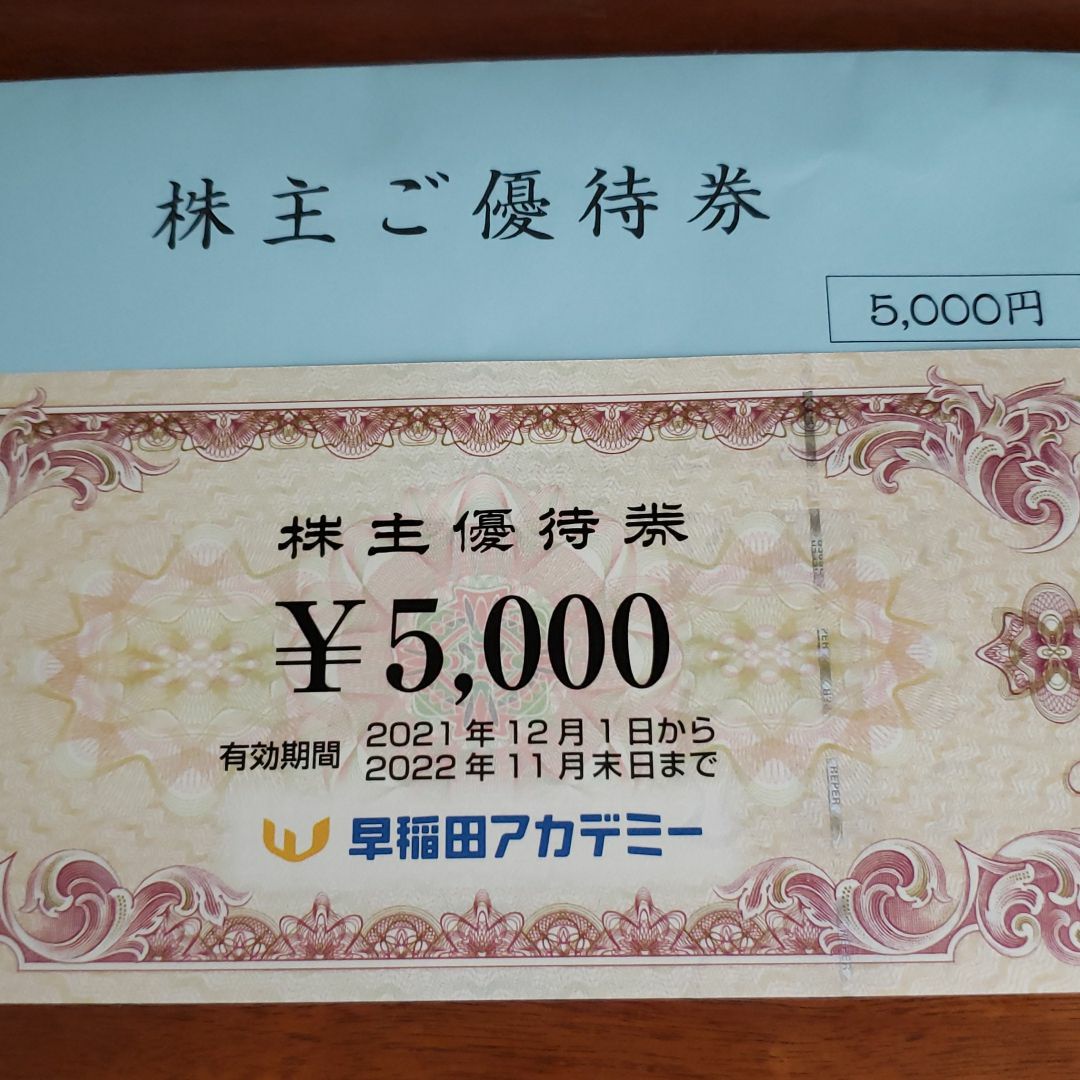 株主ご優待券
5,000円
株主優待券
¥5,000
有効期間
2021年12月1日から
2022年11月末日まで
早稲田アカデミー